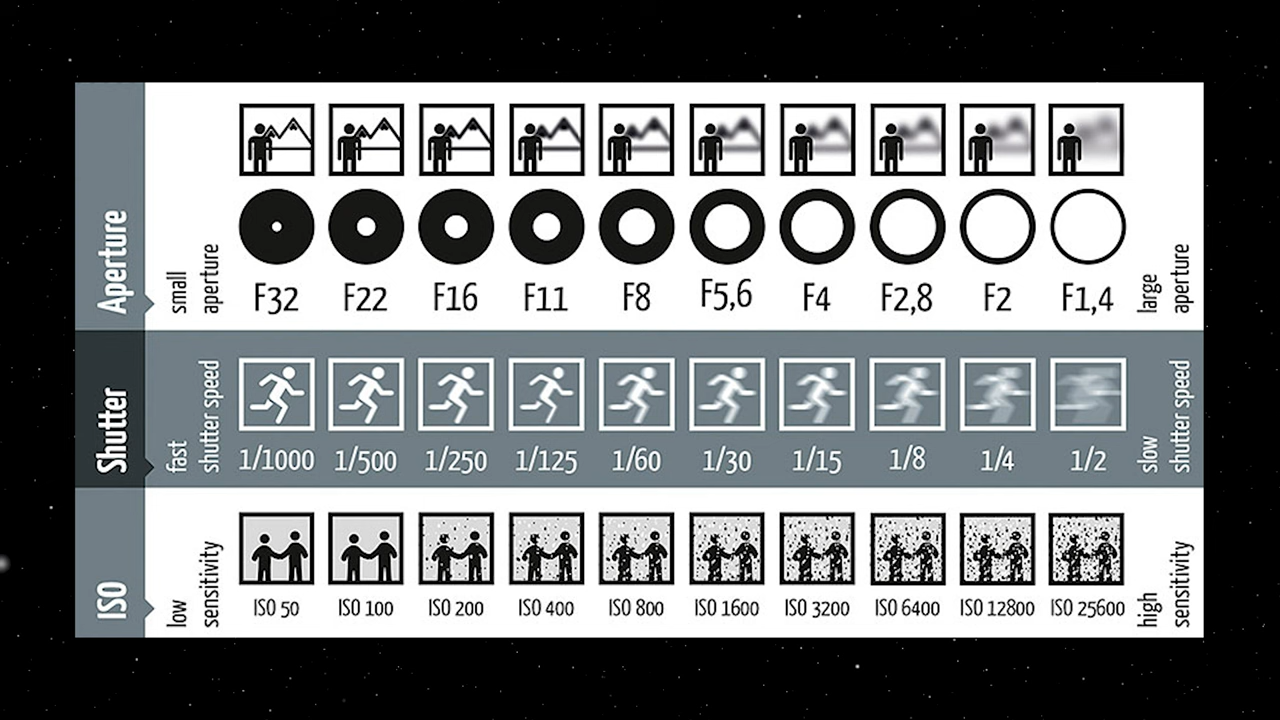 Aperture
small
aperture
F32 F22 F16 F11 F8 F5,6 F4 F2,8 F2 F1,4
large
aperture
Shutter
fast
shutter speed
1/1000 1/500 1/250 1/125 1/60 1/30 1/15 1/8 1/4 1/2
slow
shutter speed
ISO
low
sensitivity
ISO 50 ISO 100 ISO 200 ISO 400 ISO 800 ISO 1600 ISO 3200 ISO 6400 ISO 12800 ISO 25600
high
sensitivity